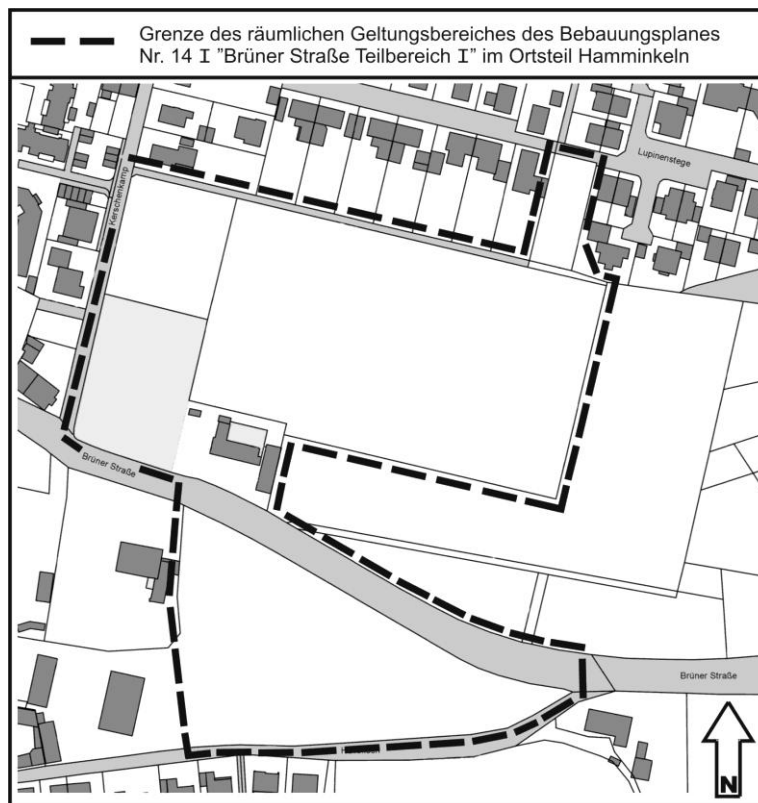 Grenze des räumlichen Geltungsbereiches des Bebauungsplanes
Nr. 14 I "Brüner Straße Teilbereich I" im Ortsteil Hamminkeln
Lupinenstege
Kerschenkamp
Brüner Straße
Brüner Straße
N